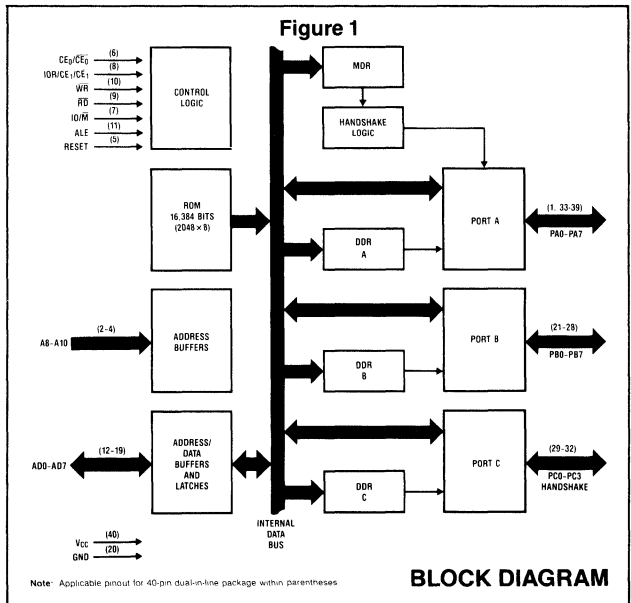 Figure 1
CE0/C̅E̅0̅
(6)
IOR/CE1/C̅E̅1̅
(8)
W̅R̅
(10)
R̅D̅
(9)
IO/M̅
(7)
ALE
(11)
RESET
(5)
CONTROL
LOGIC
MDR
HANDSHAKE
LOGIC
ROM
16,384 BITS
(2048 × 8)
PORT A
(1. 33-39)
PA0-PA7
DDR
A
A8-A10
(2-4)
ADDRESS
BUFFERS
PORT B
(21-28)
PB0-PB7
DDR
B
AD0-AD7
(12-19)
ADDRESS/
DATA
BUFFERS
AND
LATCHES
PORT C
(29-32)
PC0-PC3
HANDSHAKE
DDR
C
INTERNAL
DATA
BUS
VCC
(40)
GND
(20)
Note: Applicable pinout for 40-pin dual-in-line package within parentheses
BLOCK DIAGRAM